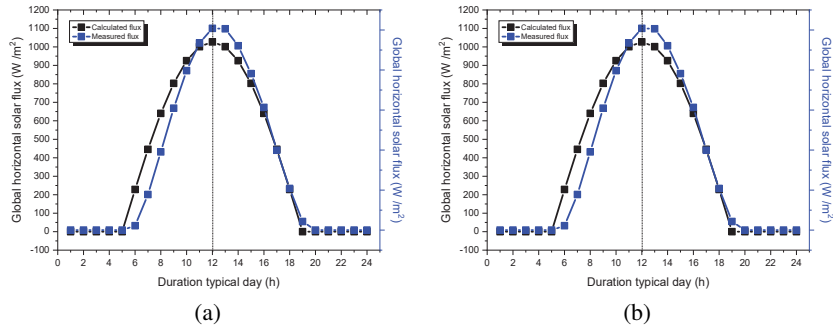 Calculated flux
Measured flux
Global horizontal solar flux (W /m²)
1200
1100
1000
900
800
700
600
500
400
300
200
100
0
-100
0 2 4 6 8 10 12 14 16 18 20 22 24
Duration typical day (h)
Global horizontal solar flux (W /m²)
(a)
Calculated flux
Measured flux
Global horizontal solar flux (W /m²)
1200
1100
1000
900
800
700
600
500
400
300
200
100
0
-100
0 2 4 6 8 10 12 14 16 18 20 22 24
Duration typical day (h)
Global horizontal solar flux (W /m²)
(b)